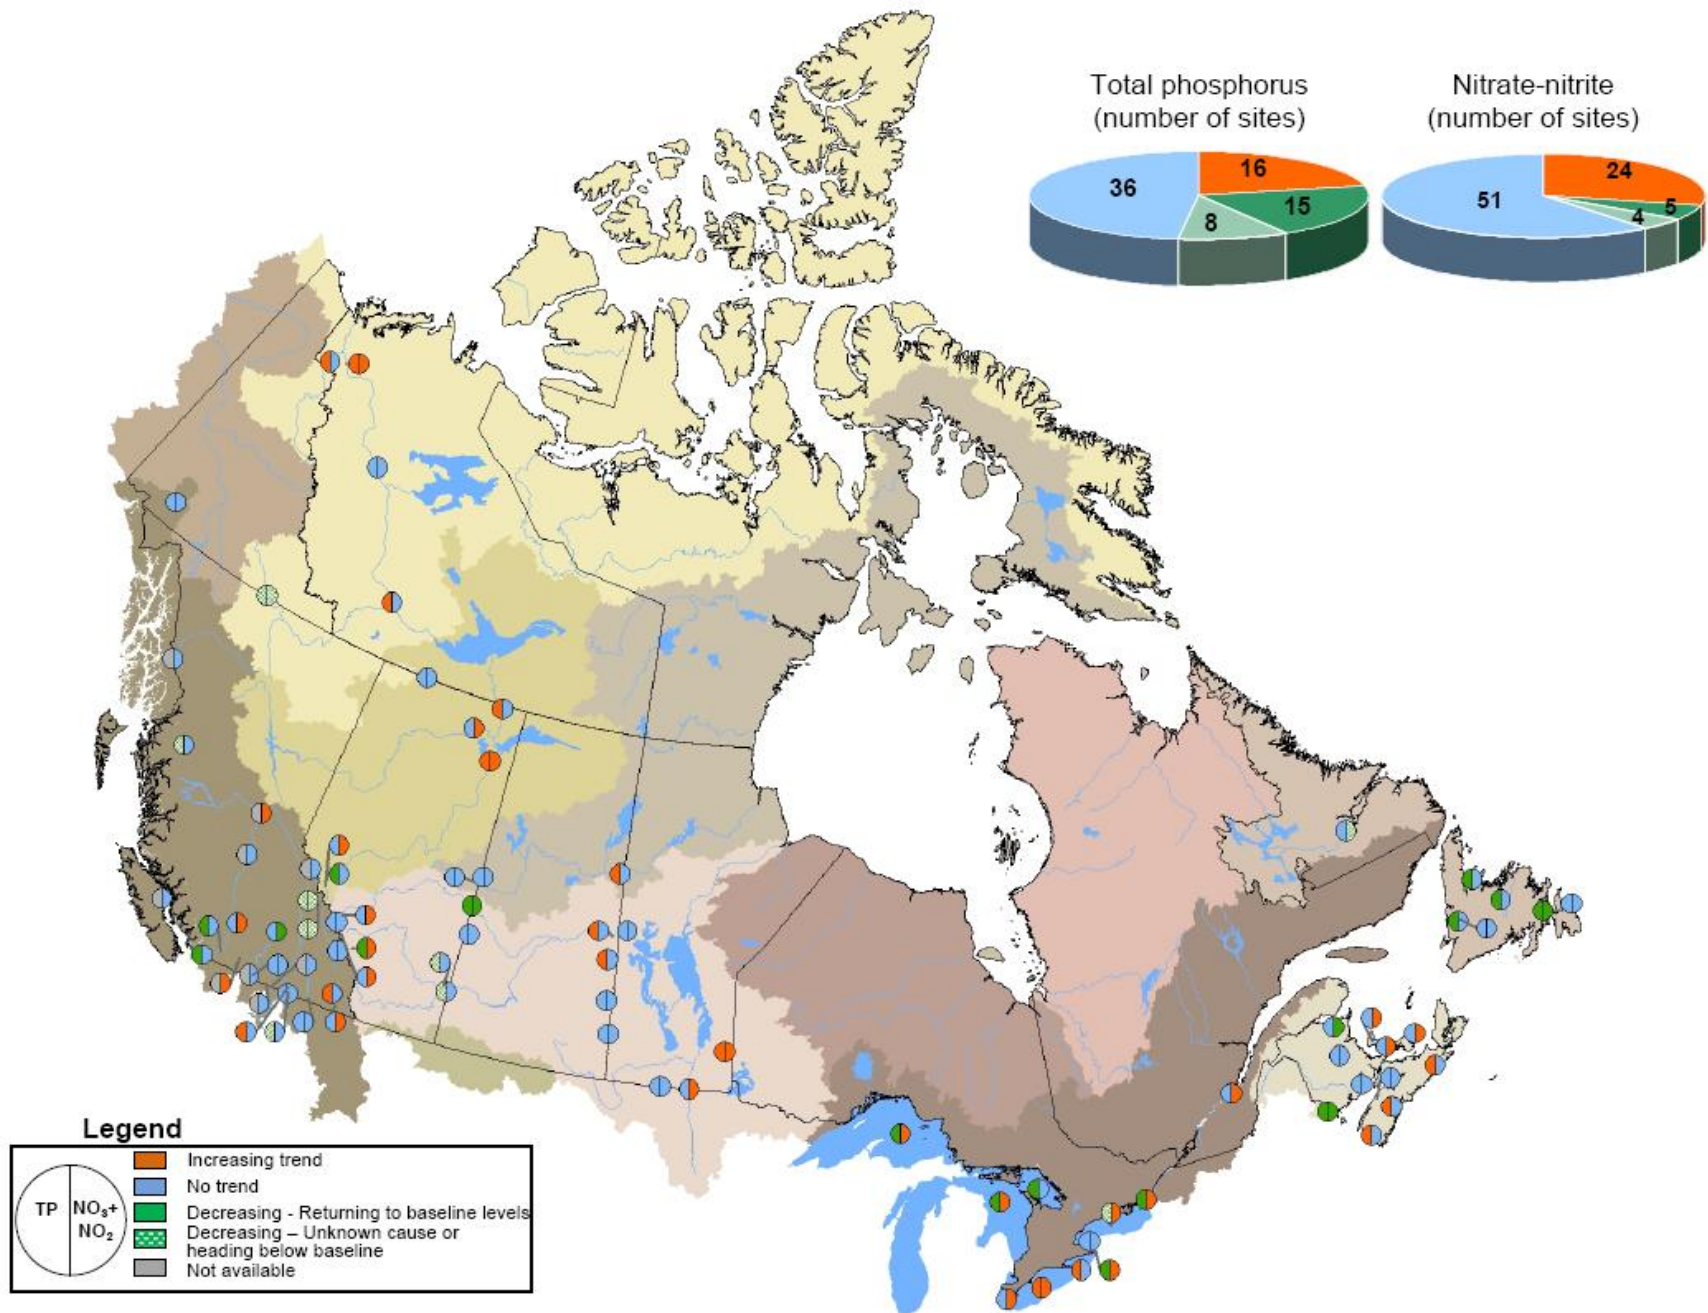 Total phosphorus
(number of sites)
36
16
15
8
Nitrate-nitrite
(number of sites)
51
24
5
4
Legend
TP
NO₃+
NO₂
Increasing trend
No trend
Decreasing - Returning to baseline levels
Decreasing – Unknown cause or
heading below baseline
Not available